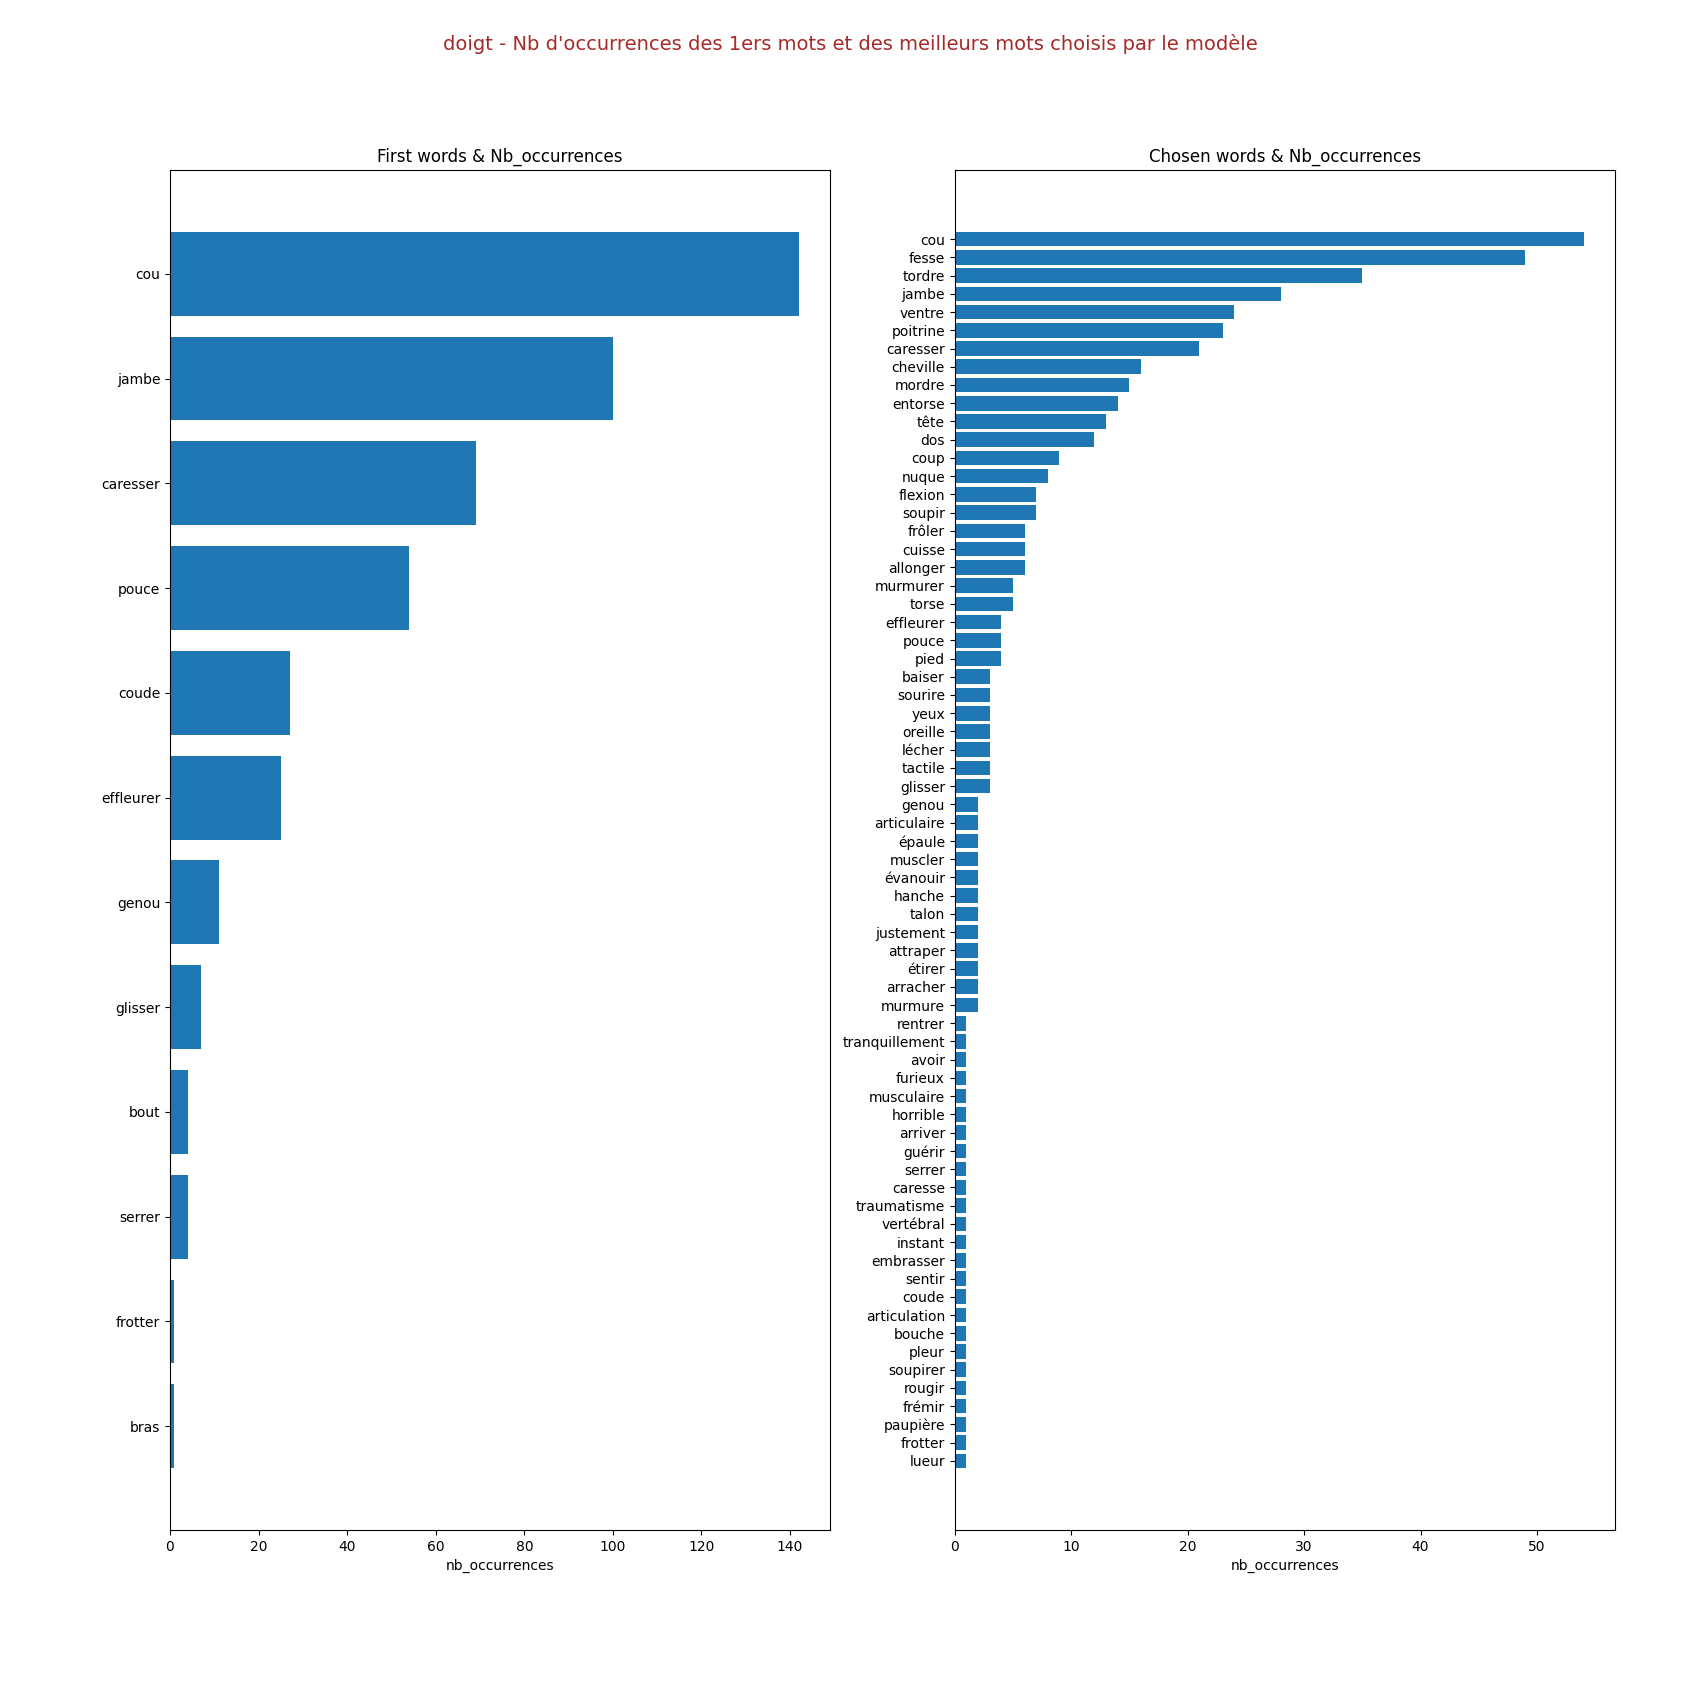 doigt - Nb d'occurrences des 1ers mots et des meilleurs mots choisis par le modèle
First words & Nb_occurrences
cou
jambe
caresser
pouce
coude
effleurer
genou
glisser
bout
serrer
frotter
bras
0 20 40 60 80 100 120 140
nb_occurrences
Chosen words & Nb_occurrences
cou
fesse
tordre
jambe
ventre
poitrine
caresser
cheville
mordre
entorse
tête
dos
coup
nuque
flexion
soupir
frôler
cuisse
allonger
murmurer
torse
effleurer
pouce
pied
baiser
sourire
yeux
oreille
lécher
tactile
glisser
genou
articulaire
épaule
muscler
évanouir
hanche
talon
justement
attraper
étirer
arracher
murmure
rentrer
tranquillement
avoir
furieux
musculaire
horrible
arriver
guérir
serrer
caresse
traumatisme
vertébral
instant
embrasser
sentir
coude
articulation
bouche
pleur
soupirer
rougir
frémir
paupière
frotter
lueur
0 10 20 30 40 50
nb_occurrences